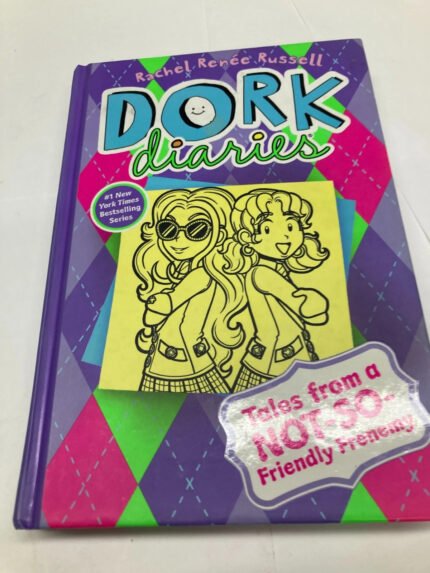 Rachel Renée Russell
DORK
diaries
#1 New
York Times
Bestselling
Series
Tales from a
NOT-SO-
Friendly Frenemy